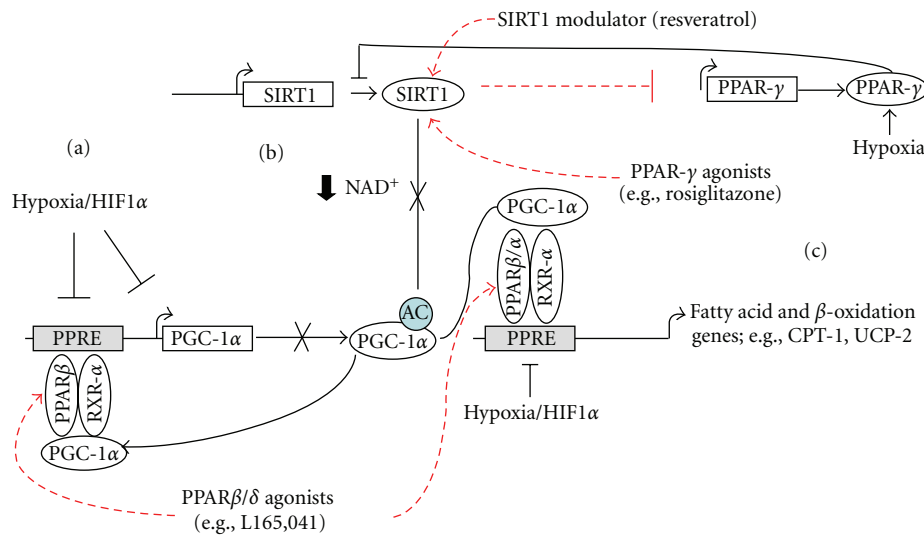 SIRT1 modulator (resveratrol)
SIRT1
SIRT1
PPAR-γ
PPAR-γ
Hypoxia
(a)
(b)
PPAR-γ agonists
(e.g., rosiglitazone)
NAD+
Hypoxia/HIF1α
PGC-1α
PPARβ/α
RXR-α
(c)
AC
PPRE
PGC-1α
PGC-1α
PPRE
Fatty acid and β-oxidation
genes; e.g., CPT-1, UCP-2
PPARβ
RXR-α
PGC-1α
Hypoxia/HIF1α
PPARβ/δ agonists
(e.g., L165,041)